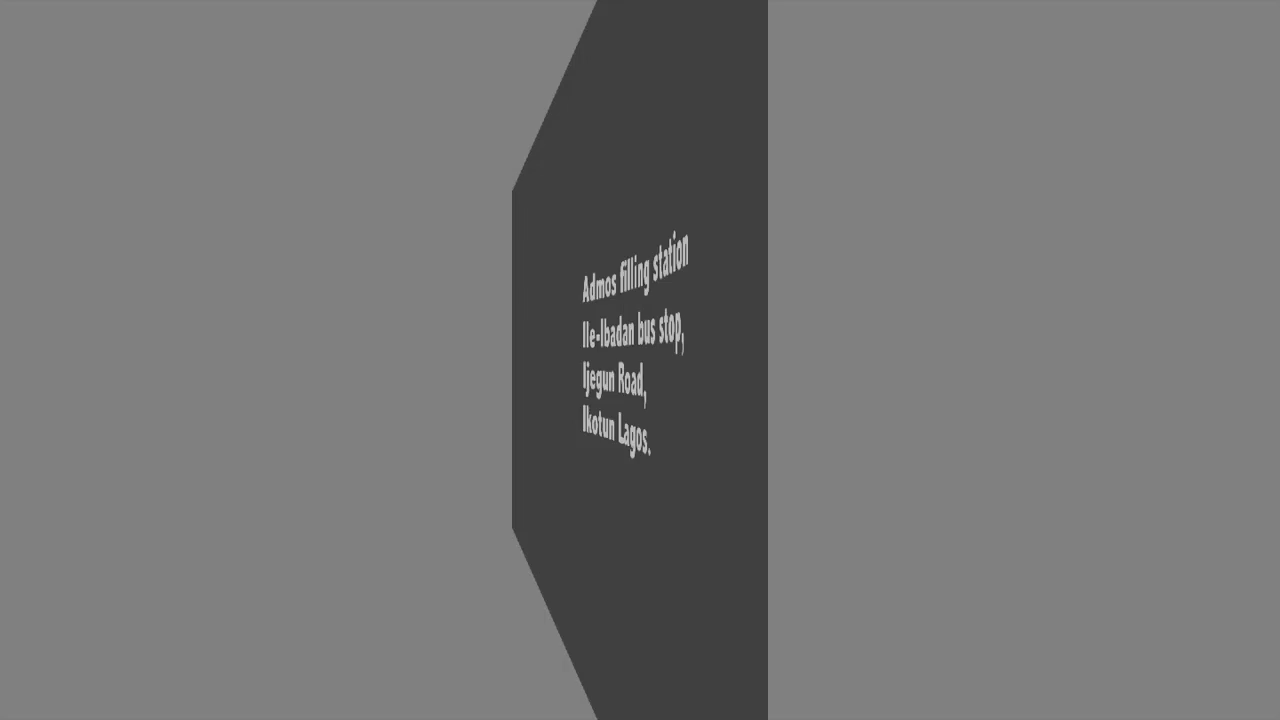 Admos filling station
Ile-Ibadan bus stop,
Ijegun Road,
Ikotun Lagos.